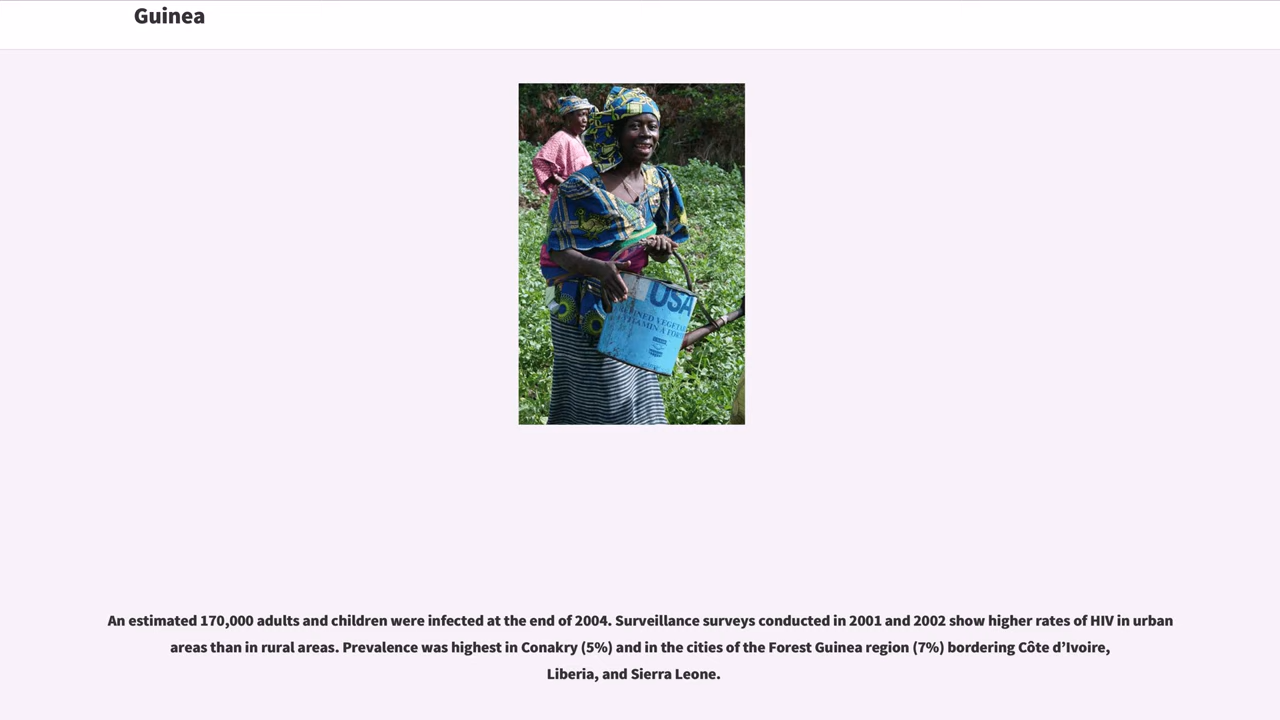 Guinea
USA
VITAMIN A
An estimated 170,000 adults and children were infected at the end of 2004. Surveillance surveys conducted in 2001 and 2002 show higher rates of HIV in urban
areas than in rural areas. Prevalence was highest in Conakry (5%) and in the cities of the Forest Guinea region (7%) bordering Côte d’Ivoire,
Liberia, and Sierra Leone.